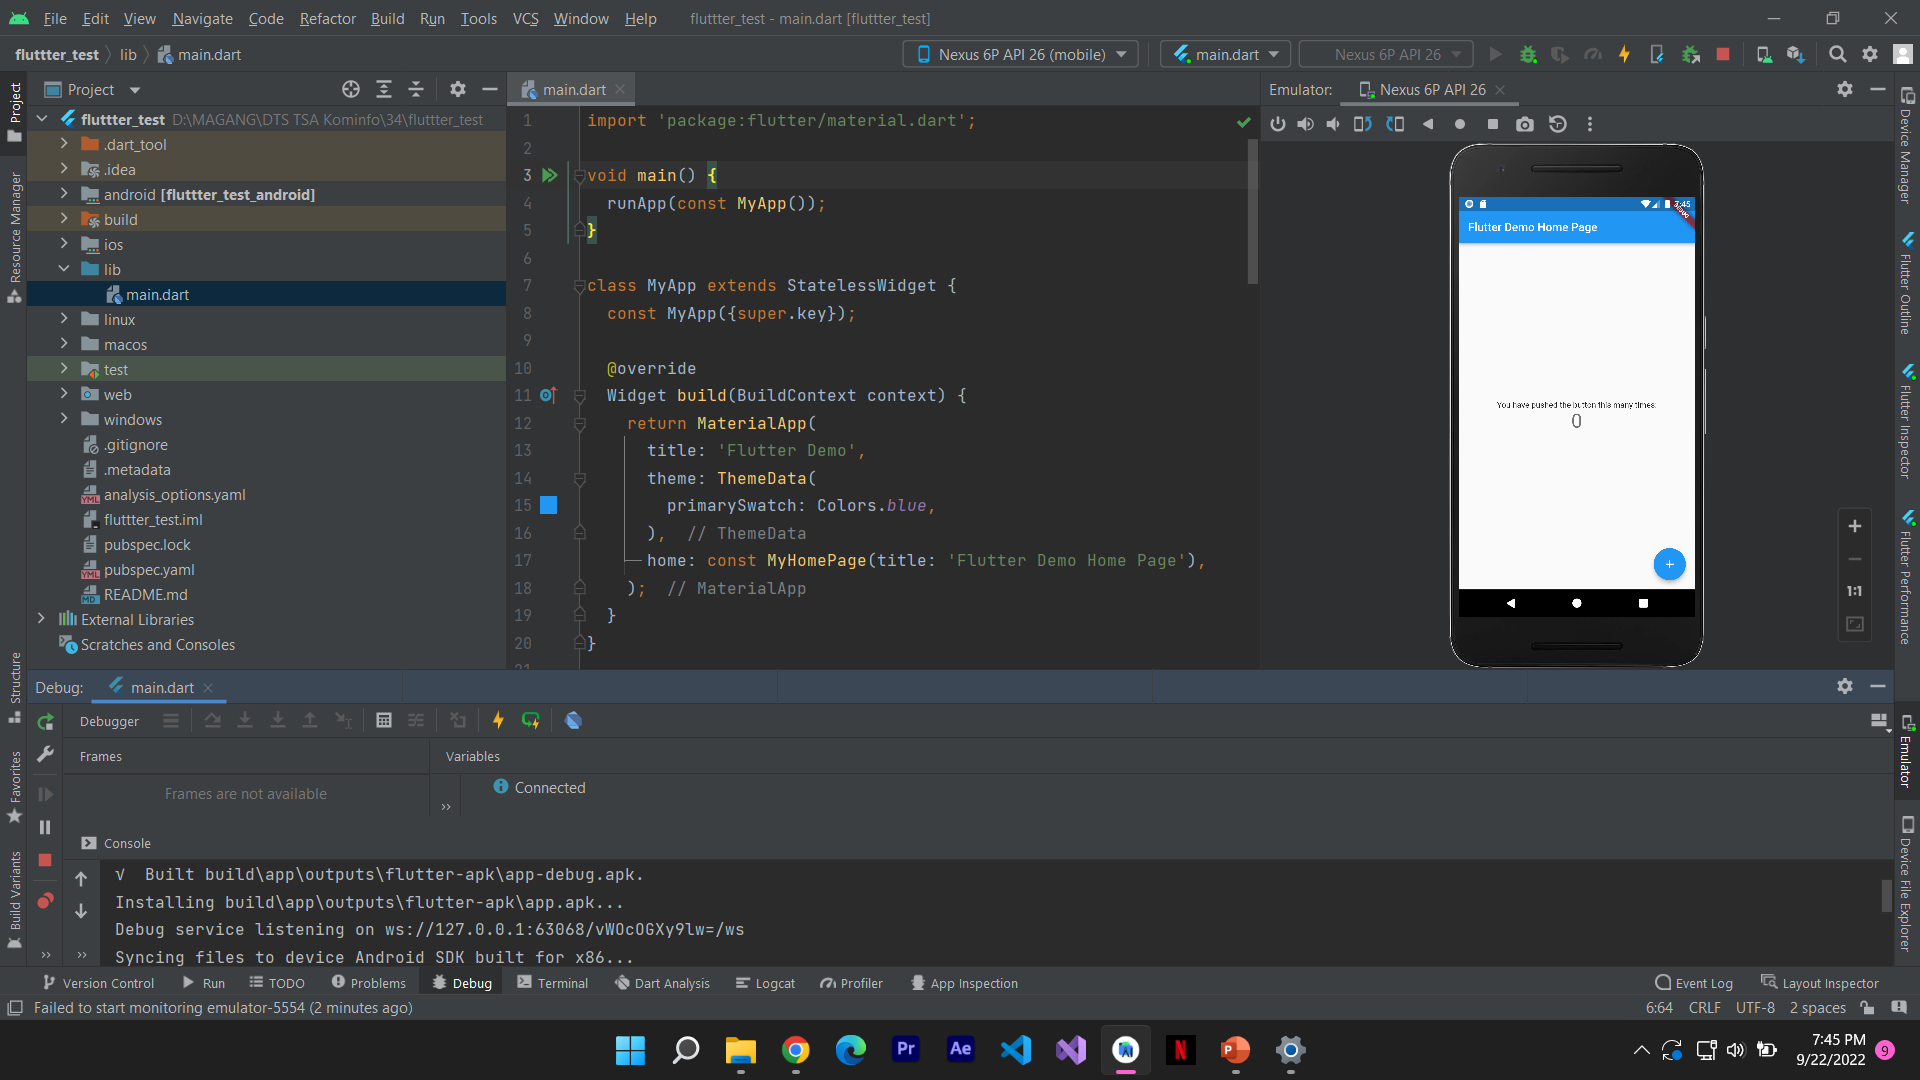 File Edit View Navigate Code Refactor Build Run Tools VCS Window Help fluttter_test - main.dart [fluttter_test]
fluttter_test lib main.dart Nexus 6P API 26 (mobile) main.dart Nexus 6P API 26
Project main.dart Emulator: Nexus 6P API 26
fluttter_test D:\MAGANG\DTS TSA Kominfo\34\fluttter_test
.dart_tool
.idea
android [fluttter_test_android]
build
ios
lib
main.dart
linux
macos
test
web
windows
.gitignore
.metadata
analysis_options.yaml
fluttter_test.iml
pubspec.lock
pubspec.yaml
README.md
External Libraries
Scratches and Consoles
Project
Resource Manager
Structure
Favorites
Build Variants
1 import 'package:flutter/material.dart';
2
3 void main() {
4 runApp(const MyApp());
5 }
6
7 class MyApp extends StatelessWidget {
8 const MyApp({super.key});
9
10 @override
11 Widget build(BuildContext context) {
12 return MaterialApp(
13 title: 'Flutter Demo',
14 theme: ThemeData(
15 primarySwatch: Colors.blue,
16 ), // ThemeData
17 home: const MyHomePage(title: 'Flutter Demo Home Page'),
18 ); // MaterialApp
19 }
20 }
21
7:45
DEBUG
Flutter Demo Home Page
You have pushed the button this many times:
0
+
1:1
Device Manager
Flutter Outline
Flutter Inspector
Flutter Performance
Emulator
Device File Explorer
Debug: main.dart
Debugger
Frames Variables
Frames are not available
Connected
Console
√ Built build\app\outputs\flutter-apk\app-debug.apk.
Installing build\app\outputs\flutter-apk\app.apk...
Debug service listening on ws://127.0.0.1:63068/vWOcOGXy9lw=/ws
Syncing files to device Android SDK built for x86...
Version Control Run TODO Problems Debug Terminal Dart Analysis Logcat Profiler App Inspection Event Log Layout Inspector
Failed to start monitoring emulator-5554 (2 minutes ago) 6:64 CRLF UTF-8 2 spaces
Pr Ae N P
7:45 PM
9/22/2022 9